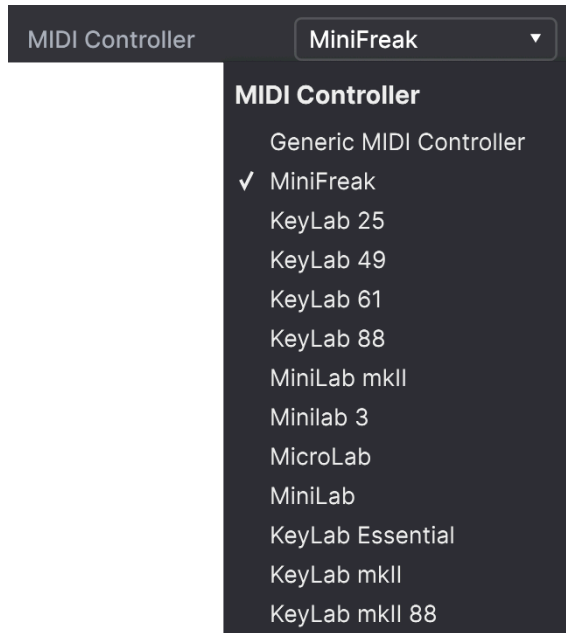 MIDI Controller MiniFreak ▼
MIDI Controller
Generic MIDI Controller
✓ MiniFreak
KeyLab 25
KeyLab 49
KeyLab 61
KeyLab 88
MiniLab mkII
Minilab 3
MicroLab
MiniLab
KeyLab Essential
KeyLab mkII
KeyLab mkII 88